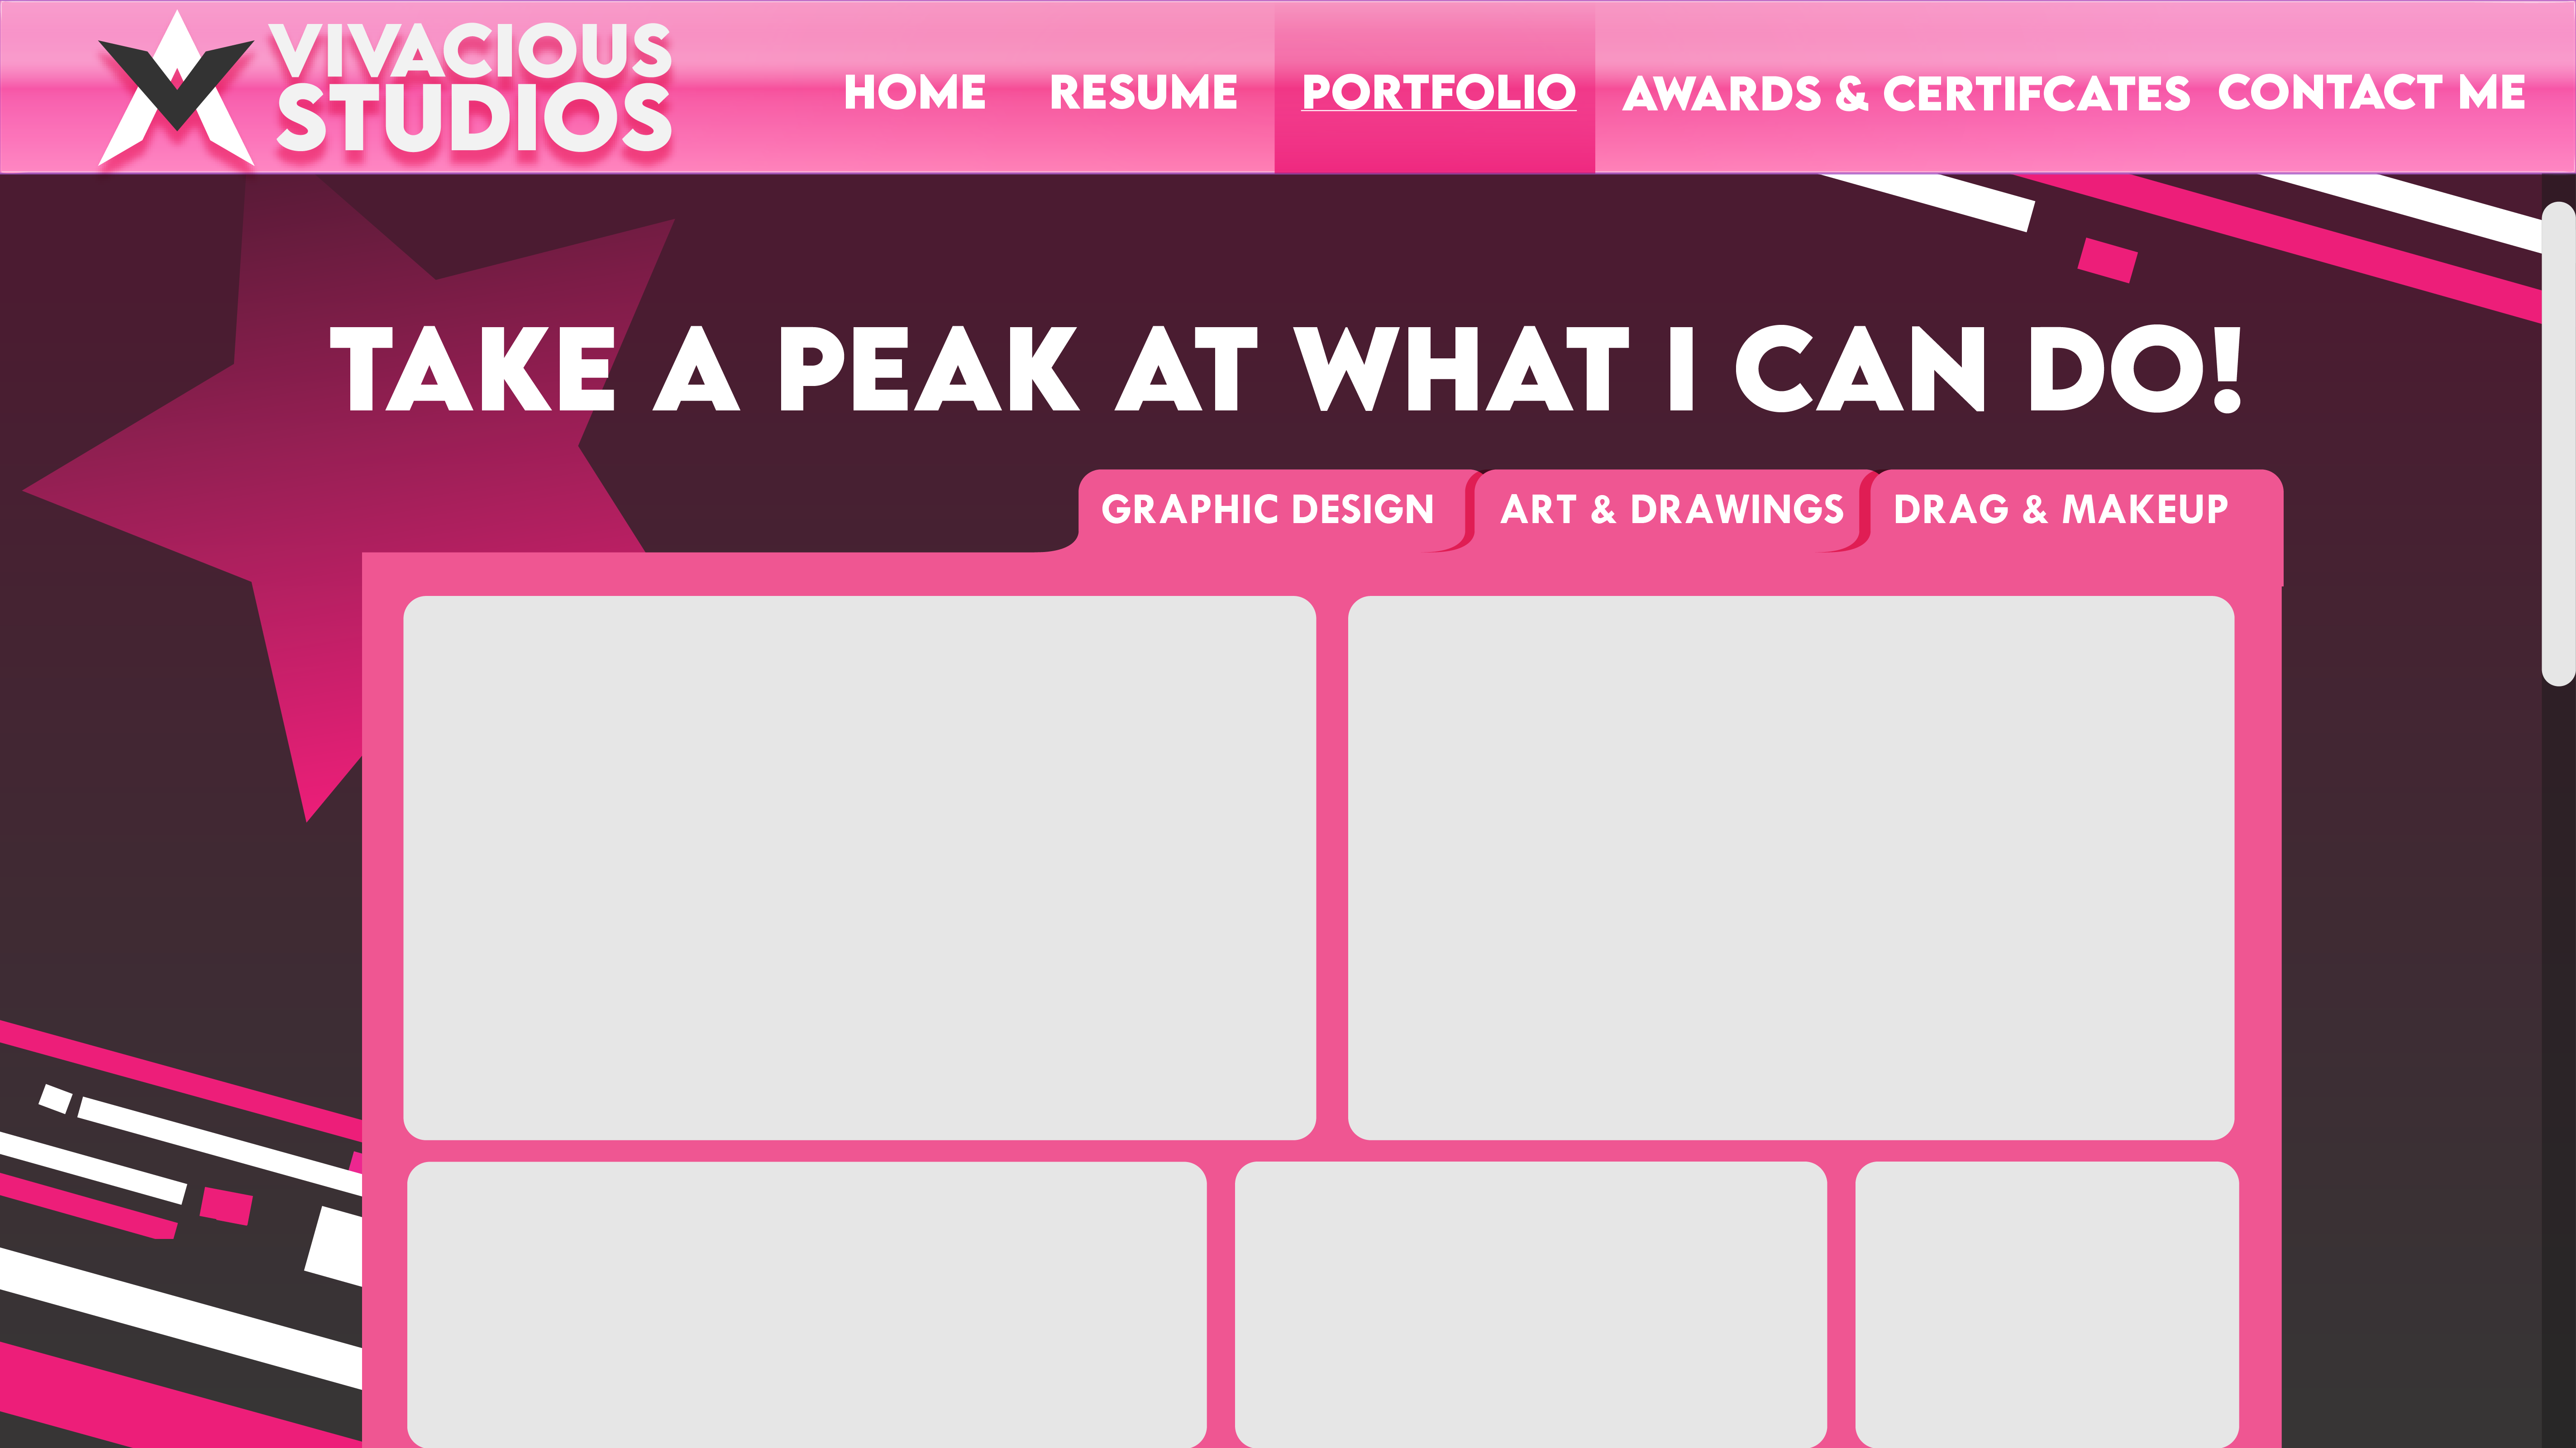 VIVACIOUS
STUDIOS
HOME RESUME PORTFOLIO AWARDS & CERTIFCATES CONTACT ME
TAKE A PEAK AT WHAT I CAN DO!
GRAPHIC DESIGN ART & DRAWINGS DRAG & MAKEUP